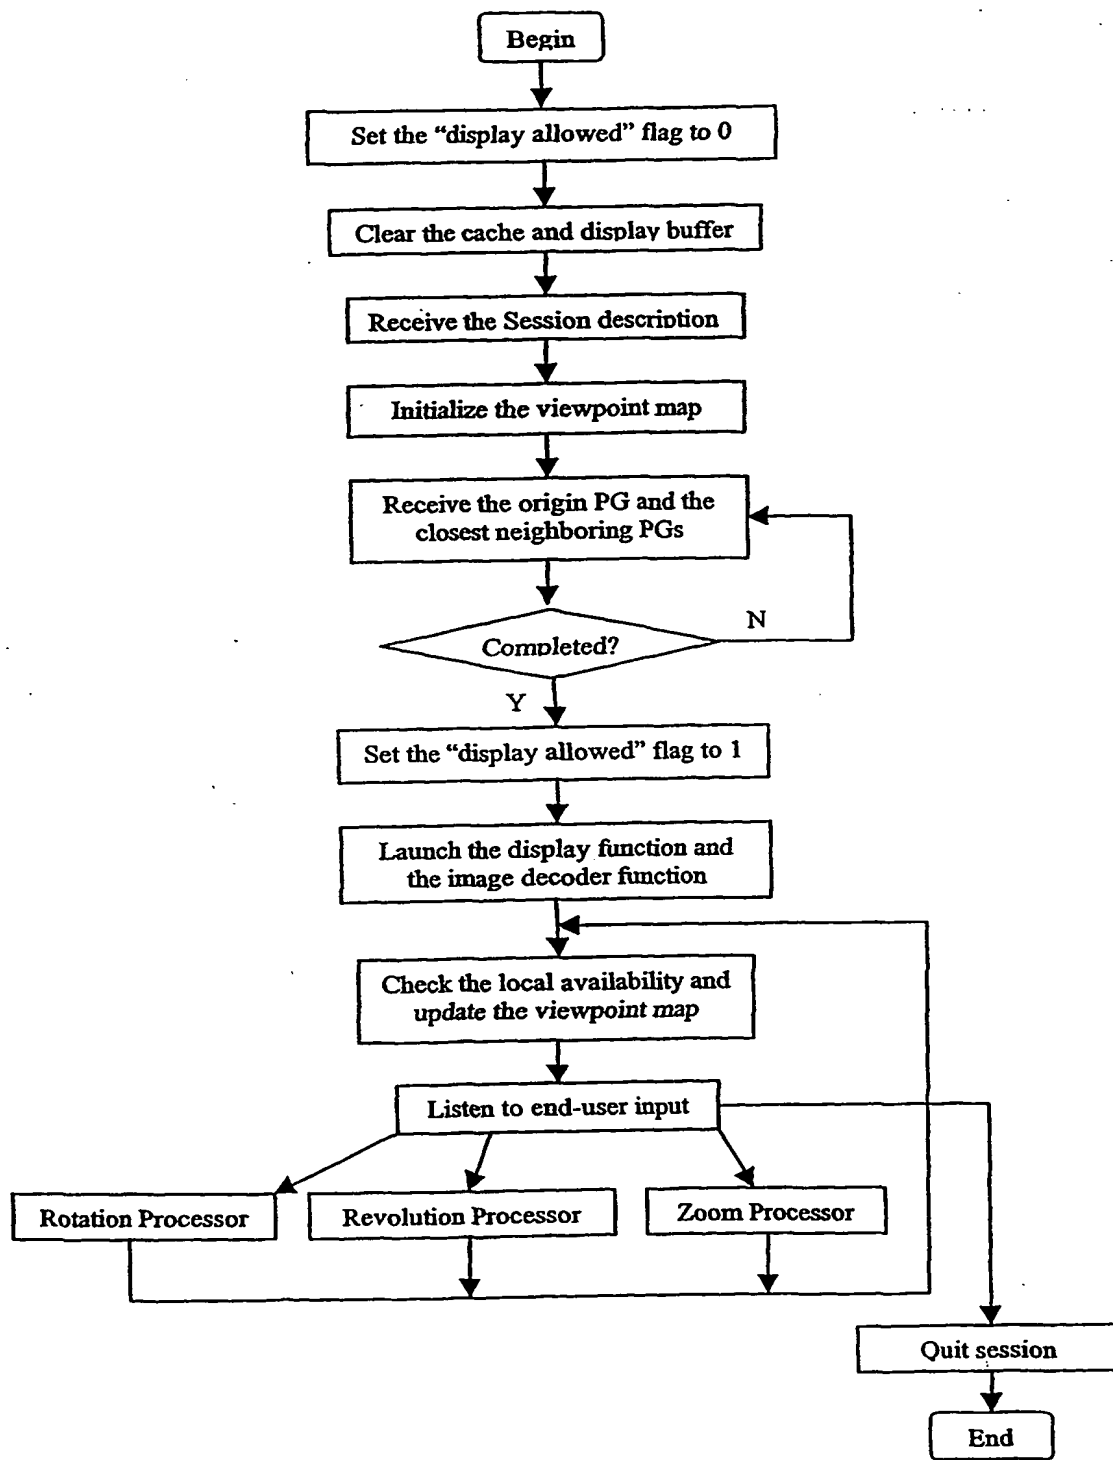 Begin
Set the “display allowed” flag to 0
Clear the cache and display buffer
Receive the Session description
Initialize the viewpoint map
Receive the origin PG and the
closest neighboring PGs
N
Completed?
Y
Set the “display allowed” flag to 1
Launch the display function and
the image decoder function
Check the local availability and
update the viewpoint map
Listen to end-user input
Rotation Processor
Revolution Processor
Zoom Processor
Quit session
End